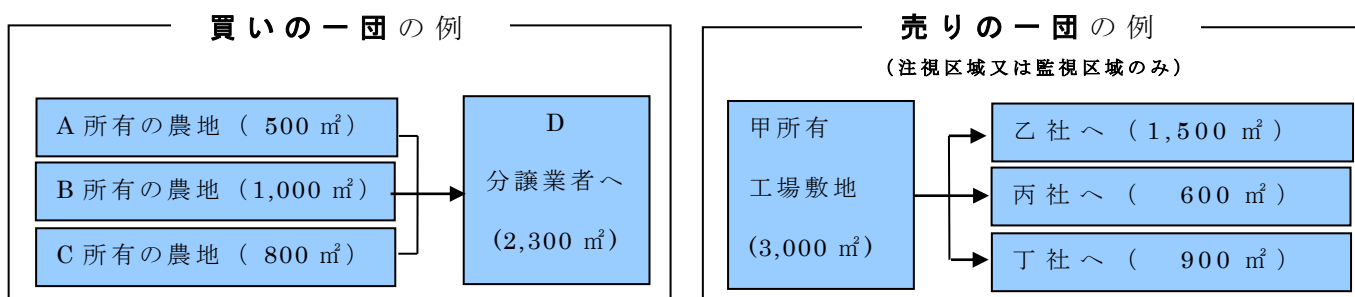 買いの一団の例
A 所有の農地（ 500 ㎡）
B 所有の農地（1,000 ㎡）
C 所有の農地（ 800 ㎡）
D
分譲業者へ
(2,300 ㎡)
売りの一団の例
（注視区域又は監視区域のみ）
甲所有
工場敷地
(3,000 ㎡)
乙社へ（1,500 ㎡）
丙社へ（ 600 ㎡）
丁社へ（ 900 ㎡）